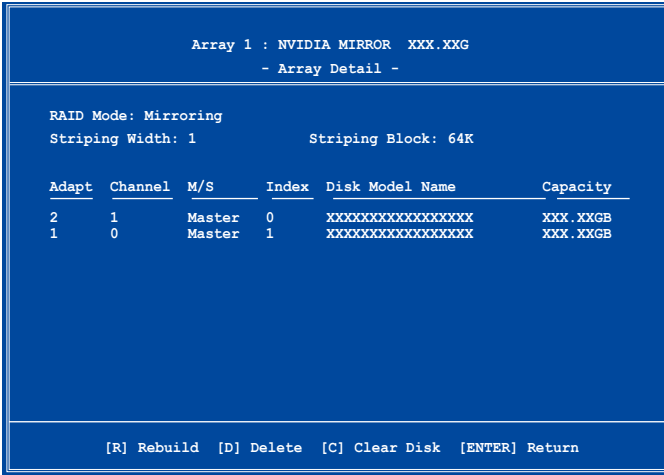 Array 1 : NVIDIA MIRROR XXX.XXG
- Array Detail -
RAID Mode: Mirroring
Striping Width: 1 Striping Block: 64K
Adapt Channel M/S Index Disk Model Name Capacity
2 1 Master 0 XXXXXXXXXXXXXXXXX XXX.XXGB
1 0 Master 1 XXXXXXXXXXXXXXXXX XXX.XXGB
[R] Rebuild [D] Delete [C] Clear Disk [ENTER] Return